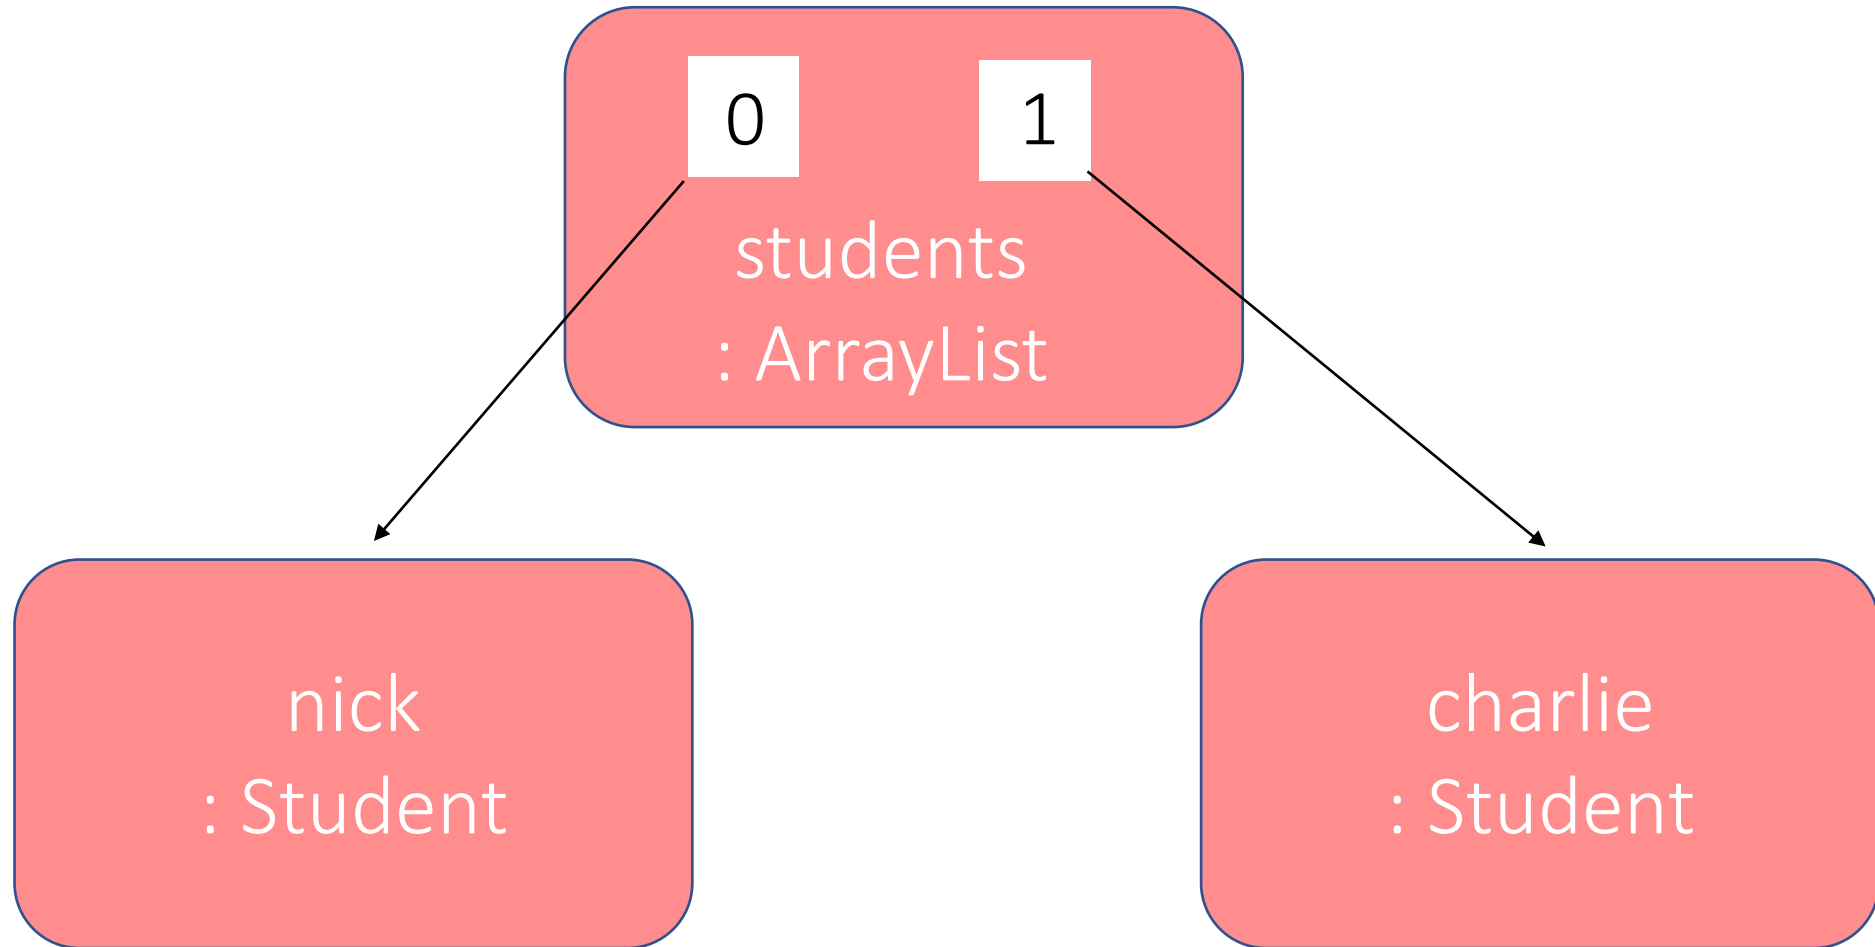 0 1
students
: ArrayList
nick
: Student
charlie
: Student